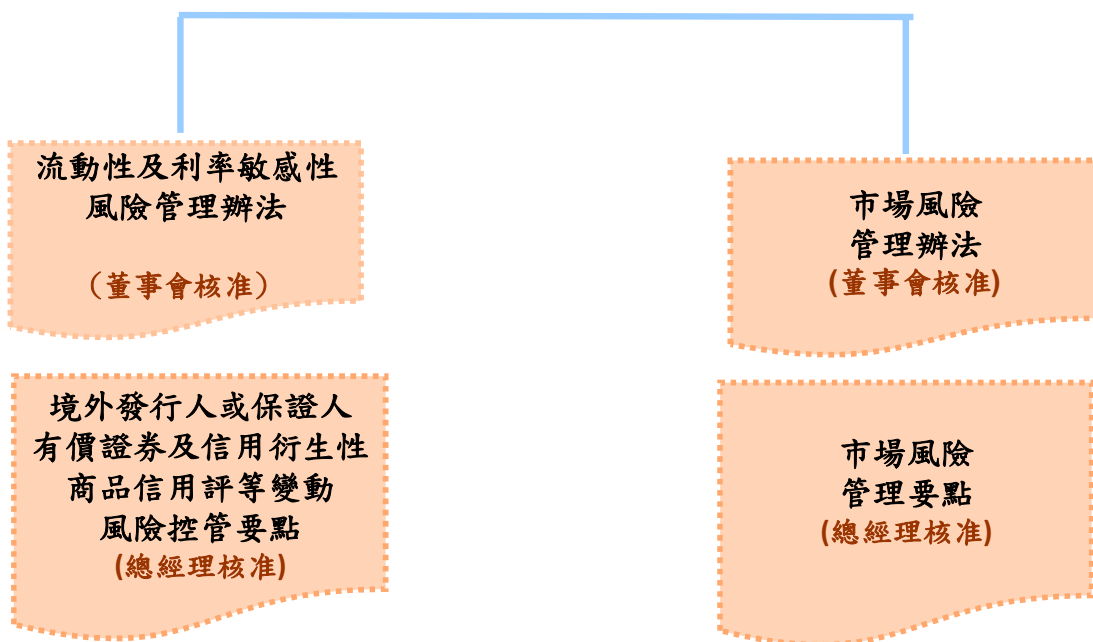 流動性及利率敏感性
風險管理辦法
（董事會核准）
市場風險
管理辦法
(董事會核准)
境外發行人或保證人
有價證券及信用衍生性
商品信用評等變動
風險控管要點
(總經理核准)
市場風險
管理要點
(總經理核准)